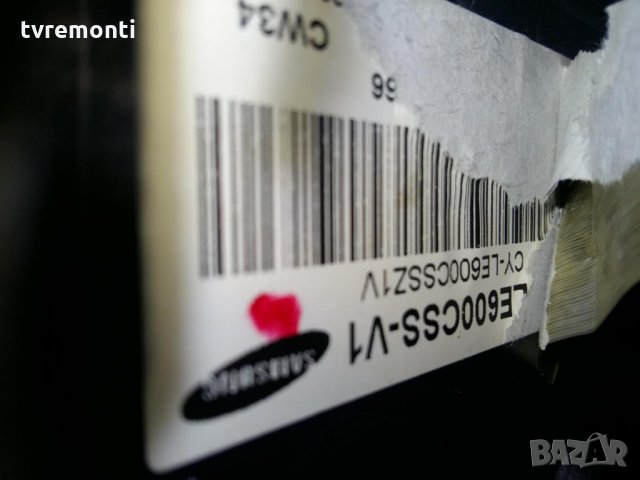 tvremonti
SAMSUNG
LE600CSS-V1
CY-LE600CSSZ1V
66
CW34
BAZAR